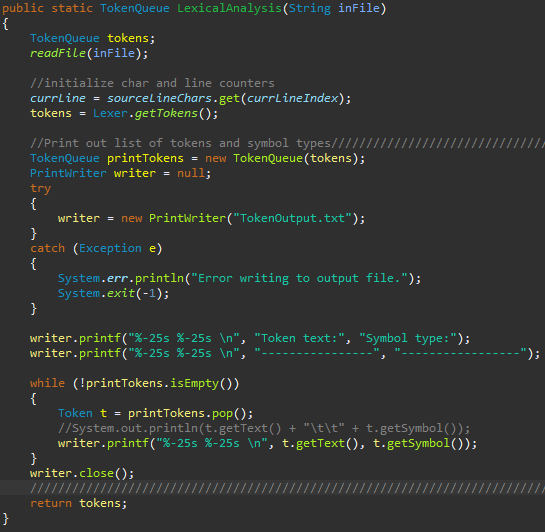 public static TokenQueue LexicalAnalysis(String inFile)
{
    TokenQueue tokens;
    readFile(inFile);

    //initialize char and line counters
    currLine = sourceLineChars.get(currLineIndex);
    tokens = Lexer.getTokens();

    //Print out list of tokens and symbol types///////////////////////////////
    TokenQueue printTokens = new TokenQueue(tokens);
    PrintWriter writer = null;
    try
    {
        writer = new PrintWriter("TokenOutput.txt");
    }
    catch (Exception e)
    {
        System.err.println("Error writing to output file.");
        System.exit(-1);
    }

    writer.printf("%-25s %-25s \n", "Token text:", "Symbol type:");
    writer.printf("%-25s %-25s \n", "----------------", "-----------------");

    while (!printTokens.isEmpty())
    {
        Token t = printTokens.pop();
        //System.out.println(t.getText() + "\t\t" + t.getSymbol());
        writer.printf("%-25s %-25s \n", t.getText(), t.getSymbol());
    }
    writer.close();
    //////////////////////////////////////////////////////////////////////////
    return tokens;
}